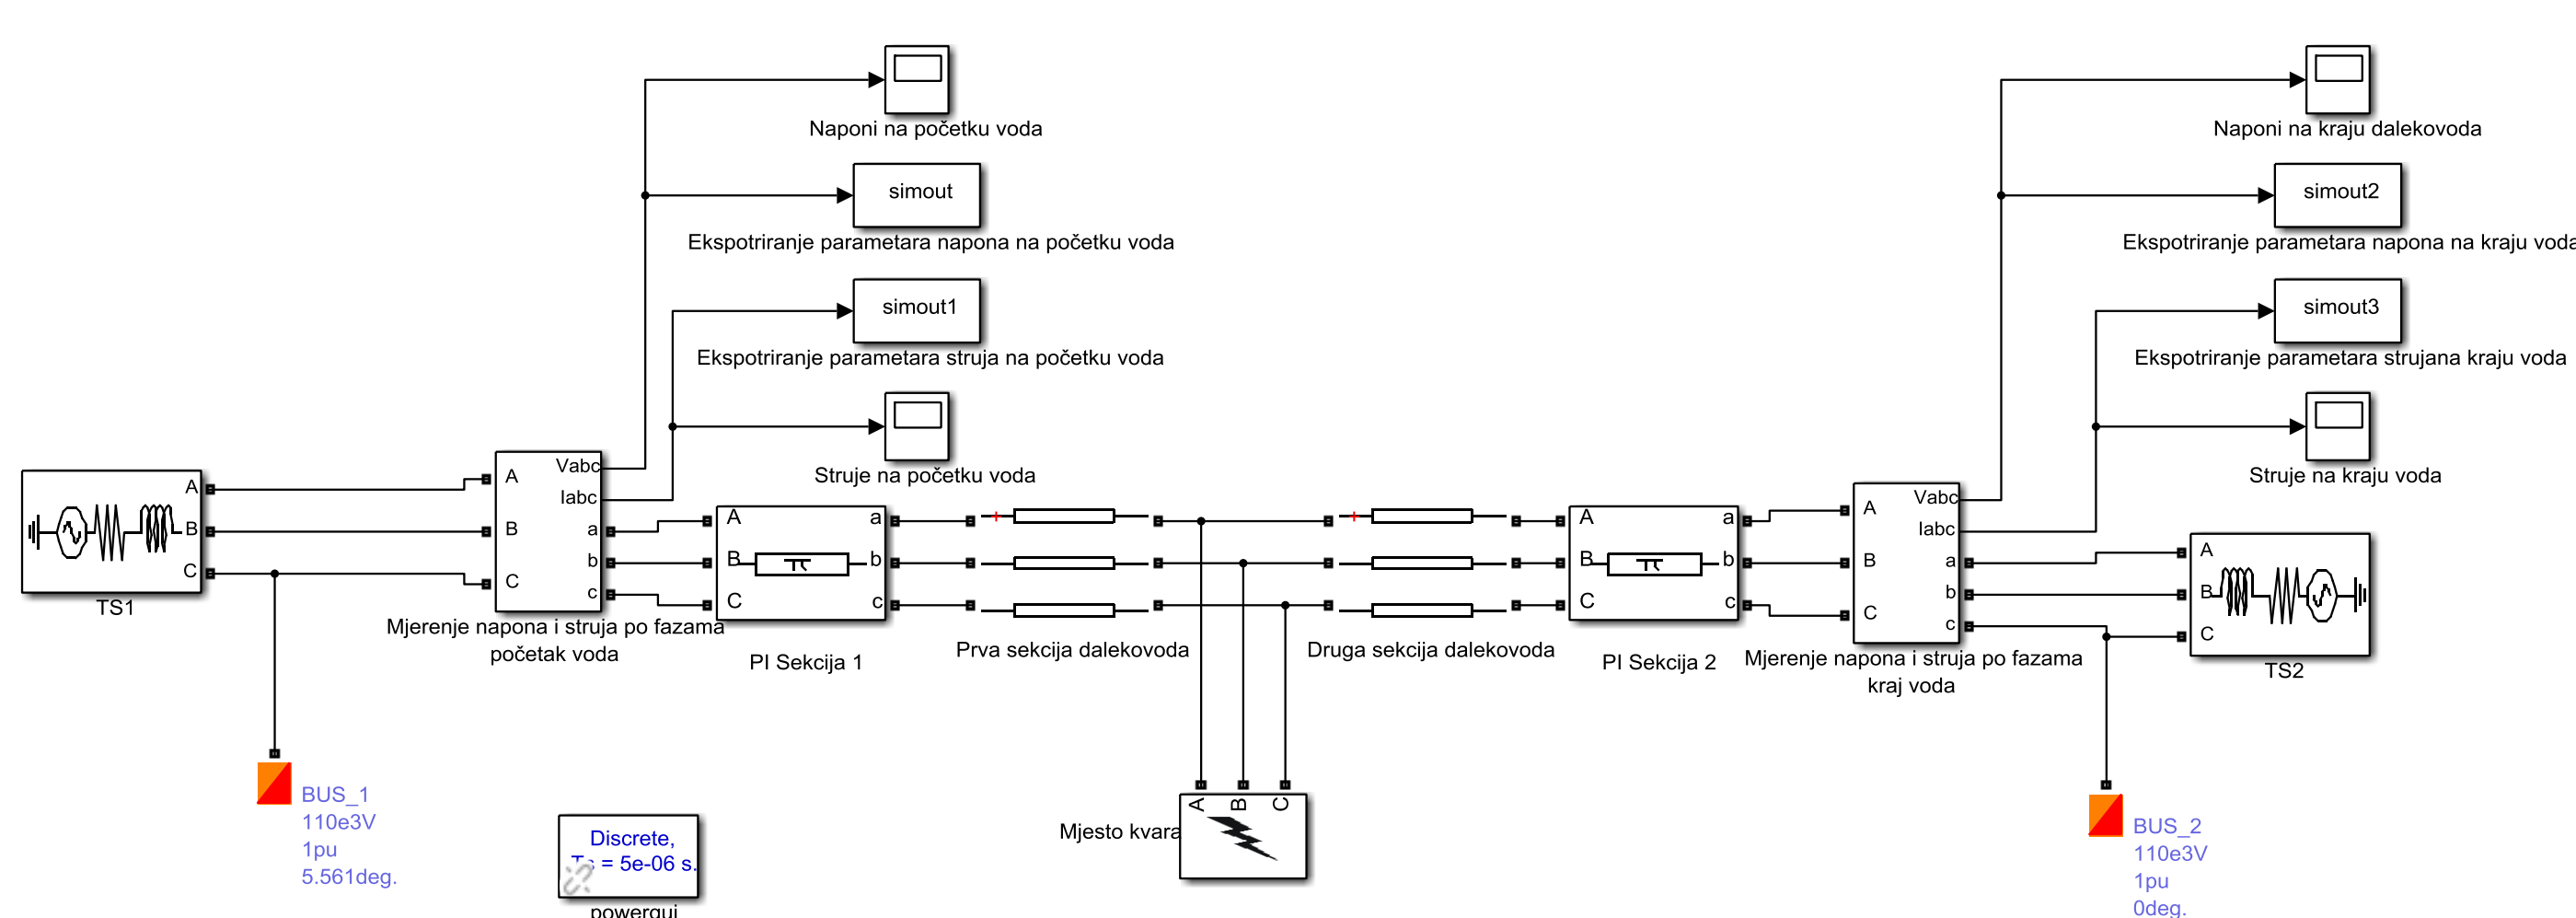 Naponi na početku voda
simout
Ekspotriranje parametara napona na početku voda
simout1
Ekspotriranje parametara struja na početku voda
Struje na početku voda
Naponi na kraju dalekovoda
simout2
Ekspotriranje parametara napona na kraju voda
simout3
Ekspotriranje parametara strujana kraju voda
Struje na kraju voda
A
B
C
TS1
A
B
C
Vabc
Iabc
a
b
c
Mjerenje napona i struja po fazama
početak voda
A
B
C
a
b
c
PI Sekcija 1
Prva sekcija dalekovoda
Druga sekcija dalekovoda
A
B
C
a
b
c
PI Sekcija 2
A
B
C
Vabc
Iabc
a
b
c
Mjerenje napona i struja po fazama
kraj voda
A
B
C
TS2
BUS_1
110e3V
1pu
5.561deg.
Discrete,
Ts = 5e-06 s.
powergui
A
B
C
Mjesto kvara
BUS_2
110e3V
1pu
0deg.